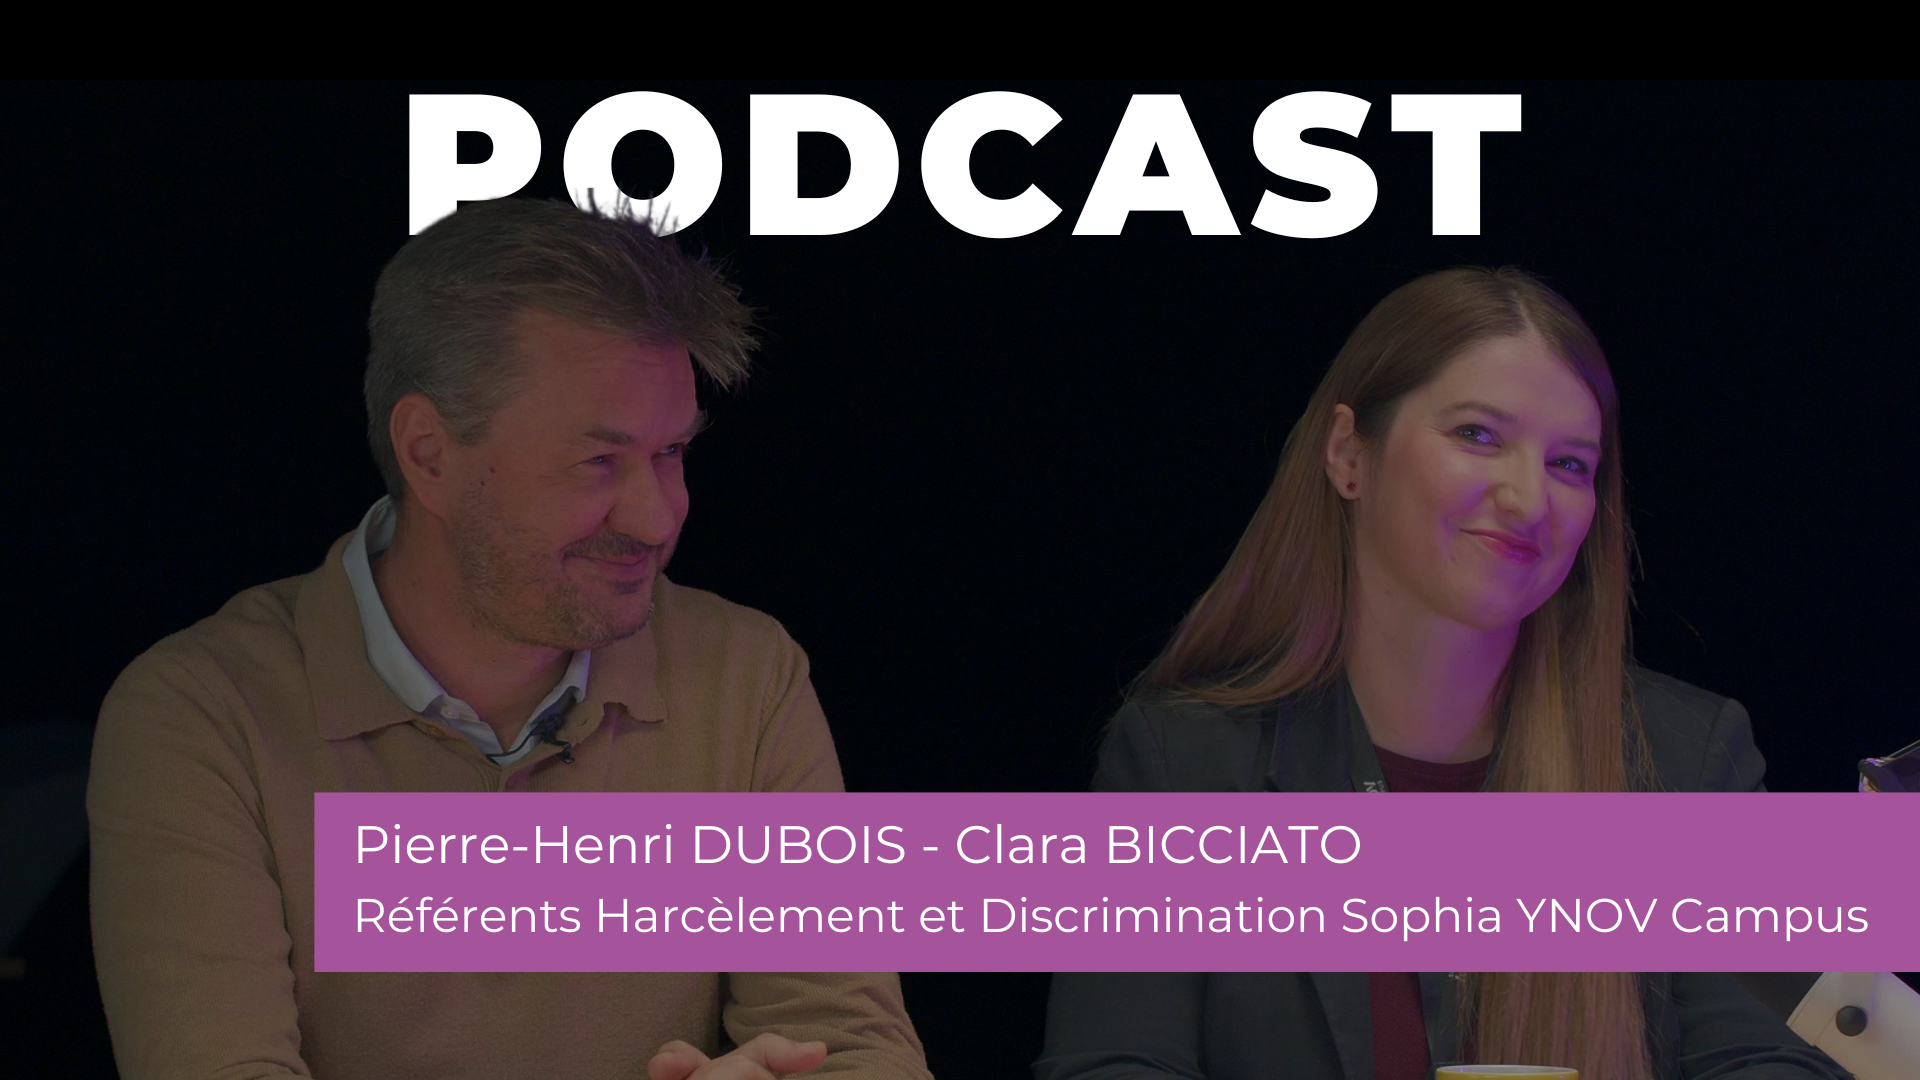 PODCAST
Pierre-Henri DUBOIS - Clara BICCIATO
Référents Harcèlement et Discrimination Sophia YNOV Campus